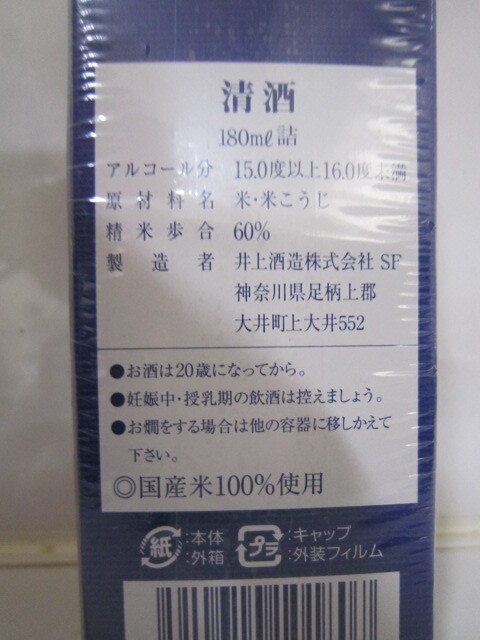 清酒
180mℓ詰
アルコール分 15.0度以上16.0度未満
原材料名 米・米こうじ
精米歩合 60%
製造者 井上酒造株式会社 SF
神奈川県足柄上郡
大井町上大井552
●お酒は20歳になってから。
●妊娠中・授乳期の飲酒は控えましょう。
●お燗をする場合は他の容器に移しかえて
下さい。
◎国産米100%使用
紙 :本体 プラ :キャップ
:外箱 :外装フィルム